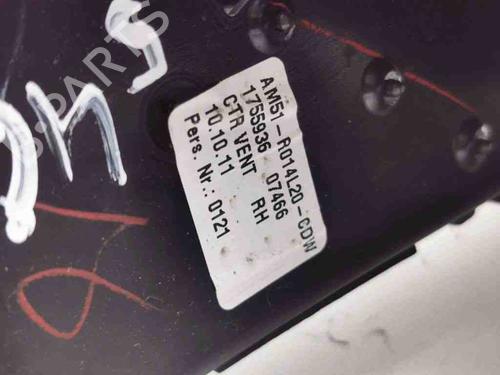 AM51-R014L20-CDW
1755936 07466
CTR VENT RH
10.10.11
Pers. Nr.: 0121